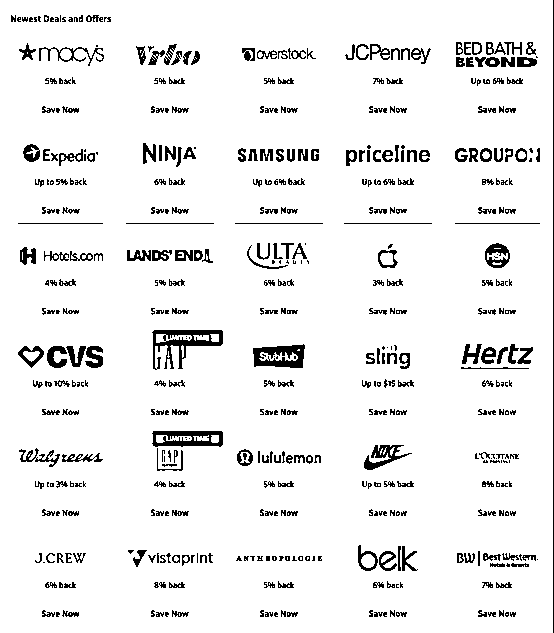 Newest Deals and Offers
macy's Vrbo overstock. JCPenney BED BATH &
BEYOND
5% back 5% back 5% back 7% back Up to 6% back
Save Now Save Now Save Now Save Now Save Now
Expedia NINJA SAMSUNG priceline GROUPON
Up to 5% back 6% back Up to 6% back Up to 6% back 8% back
Save Now Save Now Save Now Save Now Save Now
Hotels.com LANDS' END ULTA HSN
BEAUTY
4% back 5% back 6% back 3% back 5% back
Save Now Save Now Save Now Save Now Save Now
LIMITED TIME
CVS GAP StubHub sling Hertz
Up to 10% back 4% back 5% back Up to $15 back 6% back
Save Now Save Now Save Now Save Now Save Now
LIMITED TIME
Walgreens GAP lululemon NIKE L'OCCITANE
EN PROVENCE
Up to 3% back 4% back 5% back Up to 5% back 8% back
Save Now Save Now Save Now Save Now Save Now
J.CREW vistaprint ANTHROPOLOGIE belk BW Best Western.
Hotels & Resorts
6% back 8% back 5% back 6% back 7% back
Save Now Save Now Save Now Save Now Save Now